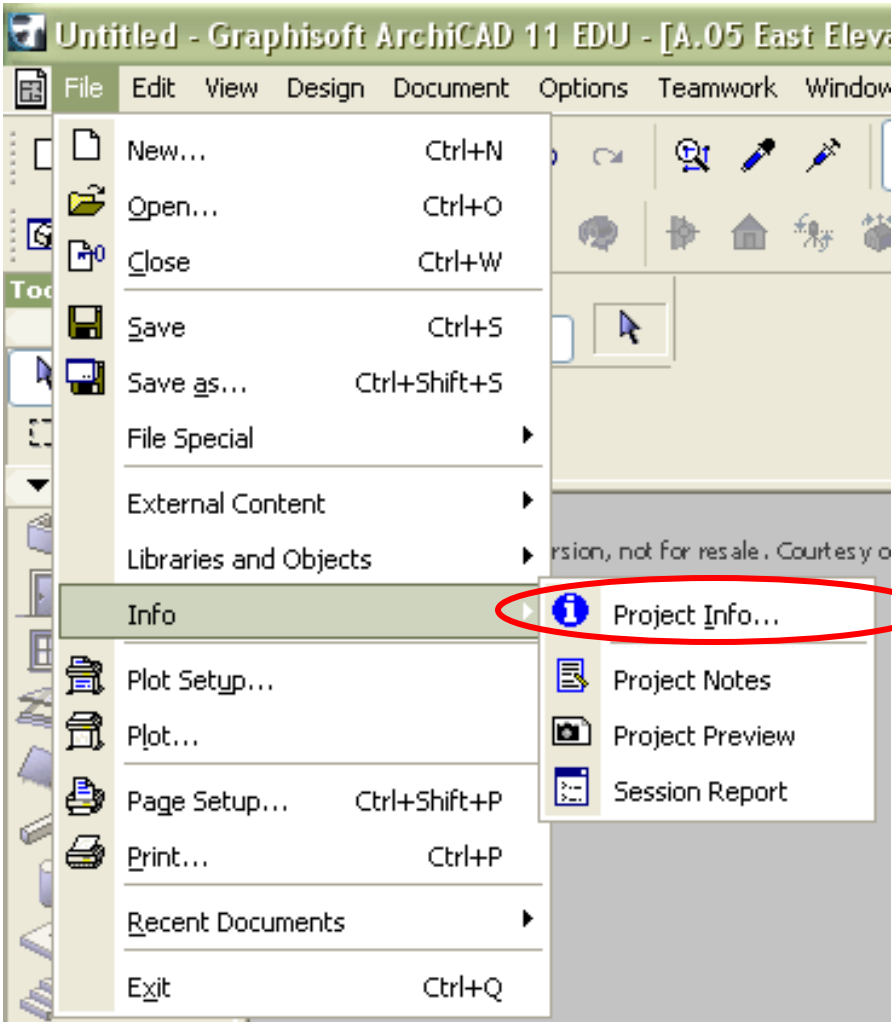 Untitled - Graphisoft ArchiCAD 11 EDU - [A.05 East Eleva
File Edit View Design Document Options Teamwork Window
New... Ctrl+N
Open... Ctrl+O
Close Ctrl+W
Too
Save Ctrl+S
Save as... Ctrl+Shift+S
File Special
External Content
Libraries and Objects
rsion, not for resale. Courtesy o
Info
Project Info...
Plot Setup...
Project Notes
Plot...
Project Preview
Page Setup... Ctrl+Shift+P
Session Report
Print... Ctrl+P
Recent Documents
Exit Ctrl+Q